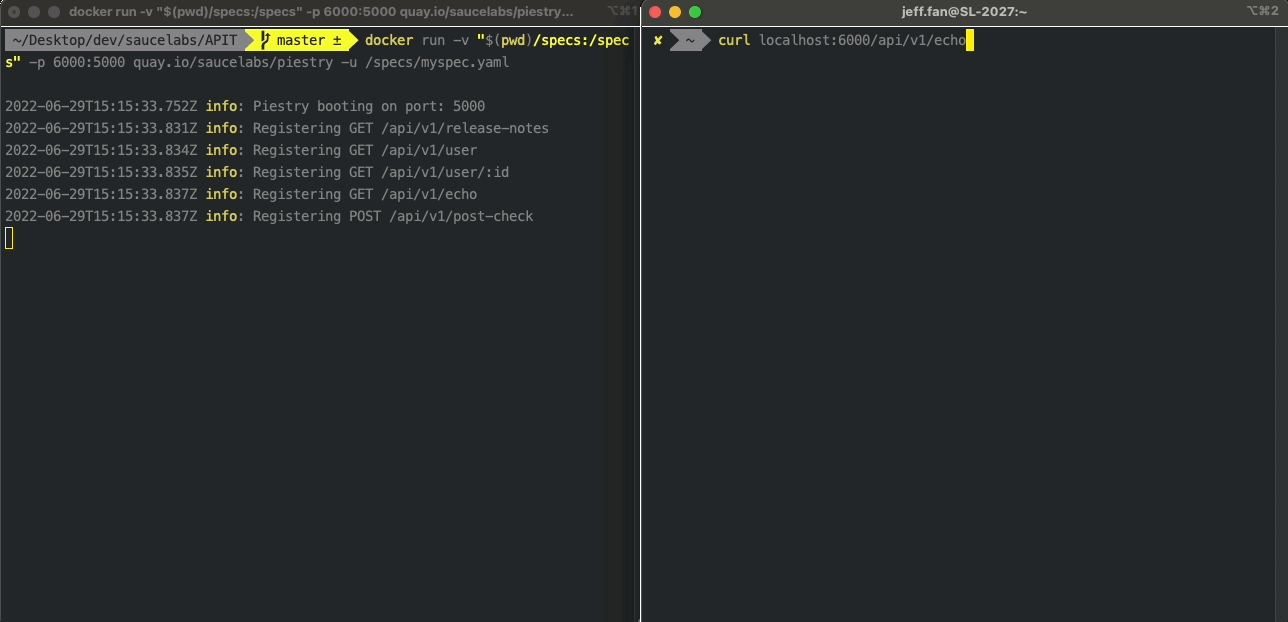 docker run -v "$(pwd)/specs:/specs" -p 6000:5000 quay.io/saucelabs/piestry... ⌥⌘1
~/Desktop/dev/saucelabs/APIT master ± docker run -v "$(pwd)/specs:/spec
s" -p 6000:5000 quay.io/saucelabs/piestry -u /specs/myspec.yaml
2022-06-29T15:15:33.752Z info: Piestry booting on port: 5000
2022-06-29T15:15:33.831Z info: Registering GET /api/v1/release-notes
2022-06-29T15:15:33.834Z info: Registering GET /api/v1/user
2022-06-29T15:15:33.835Z info: Registering GET /api/v1/user/:id
2022-06-29T15:15:33.837Z info: Registering GET /api/v1/echo
2022-06-29T15:15:33.837Z info: Registering POST /api/v1/post-check
jeff.fan@SL-2027:~ ⌥⌘2
✘ ~ curl localhost:6000/api/v1/echo